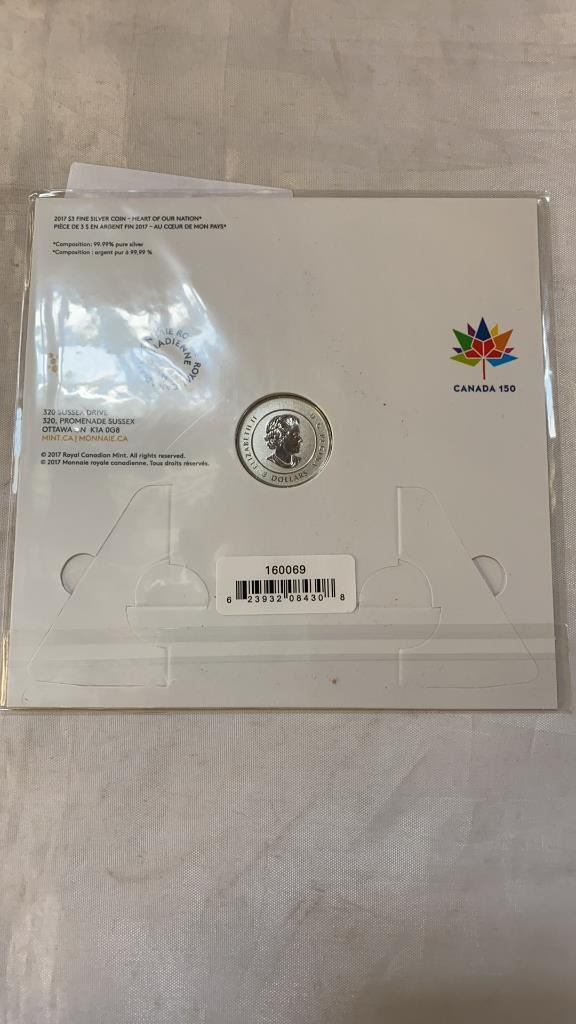 2017 $3 FINE SILVER COIN – HEART OF OUR NATION*
PIÈCE DE 3 $ EN ARGENT FIN 2017 – AU CŒUR DE MON PAYS*
*Composition: 99.99% pure silver
*Composition : argent pur à 99,99 %
CANADA 150
320 SUSSEX DRIVE
320, PROMENADE SUSSEX
OTTAWA ON K1A 0G8
MINT.CA | MONNAIE.CA
© 2017 Royal Canadian Mint. All rights reserved.
© 2017 Monnaie royale canadienne. Tous droits réservés.
ELIZABETH II D. G. REGINA
3 DOLLARS
160069
6 23932 08430 8